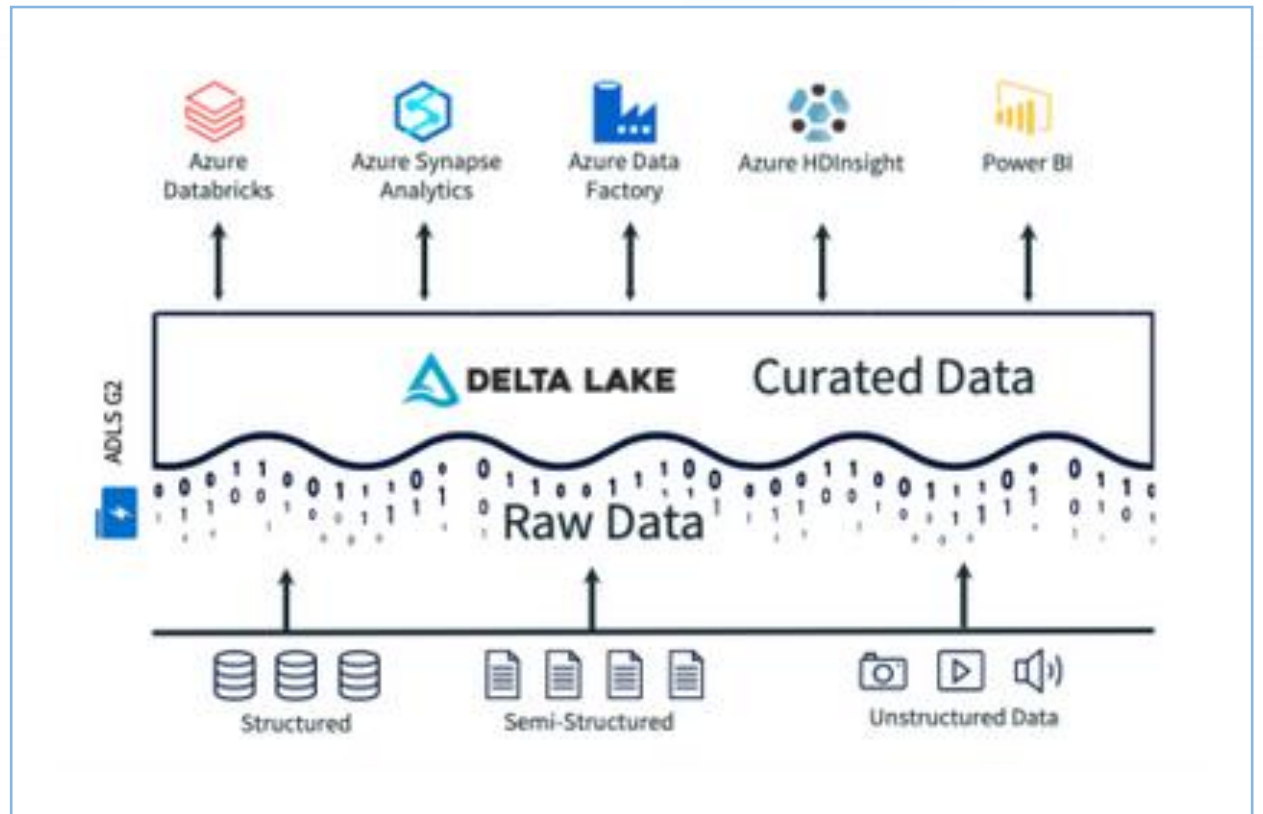 Azure
Databricks
Azure Synapse
Analytics
Azure Data
Factory
Azure HDInsight
Power BI
ADLS G2
DELTA LAKE
Curated Data
Raw Data
Structured
Semi-Structured
Unstructured Data